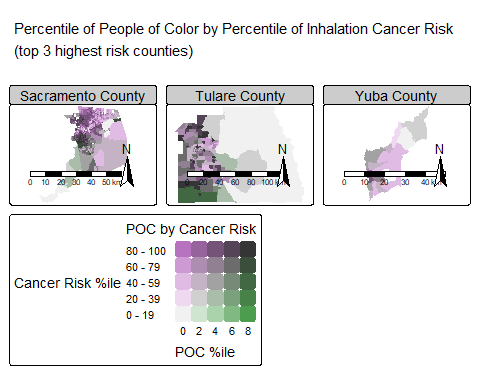 Percentile of People of Color by Percentile of Inhalation Cancer Risk
(top 3 highest risk counties)
Sacramento County
Tulare County
Yuba County
N
N
N
0 10 20 30 40 50 km
20 40 60 80 100
0 10 20 30 40
POC by Cancer Risk
80 - 100
60 - 79
Cancer Risk %ile 40 - 59
20 - 39
0 - 19
0 2 4 6 8
POC %ile